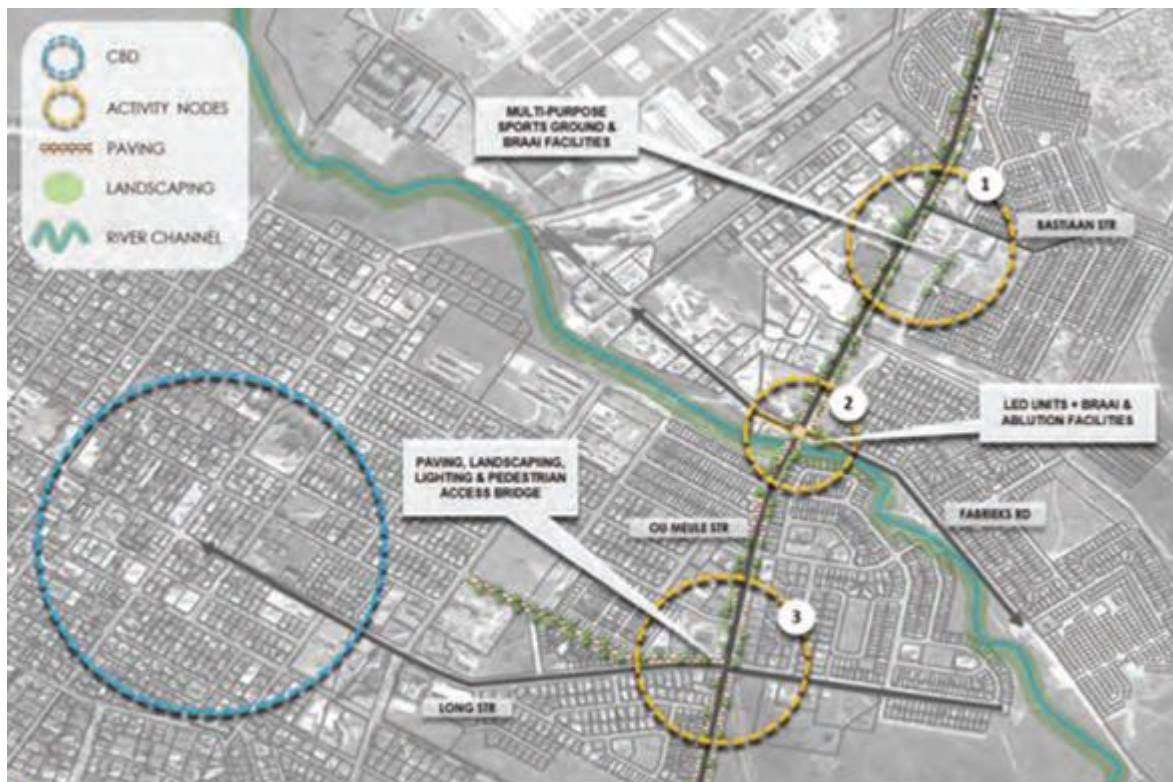 CBD
ACTIVITY NODES
PAVING
LANDSCAPING
RIVER CHANNEL
MULTI-PURPOSE
SPORTS GROUND &
BRAAI FACILITIES
1
BASTIAAN STR
2
LED UNITS + BRAAI &
ABLUTION FACILITIES
PAVING, LANDSCAPIING,
LIGHTING & PEDESTRIAN
ACCESS BRIDGE
OU MEULE STR
FABRIEKS RD
3
LONG STR